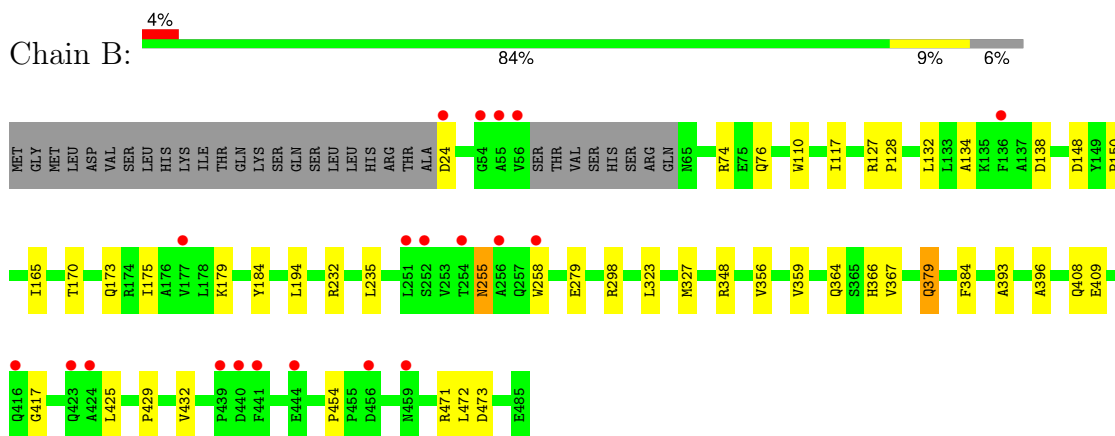 4%
Chain B:
84%
9%
6%
MET GLY MET LEU ASP VAL SER LEU HIS LYS ILE THR GLN LYS SER GLN SER LEU LEU HIS ARG THR ALA D24 G54 A55 V56 SER THR VAL SER HIS SER ARG GLN N65 R74 E75 Q76 W110 I117 R127 P128 L132 L133 A134 K135 F136 A137 D138 D148 Y149
I165 T170 Q173 R174 I175 A176 V177 L178 K179 Y184 L194 R232 L235 L251 S252 V253 T254 N255 A256 Q257 W258 E279 R298 L323 M327 R348 V356 V359 Q364 S365 H366 V367 Q379 F384 A393 A396 Q408 E409
Q416 G417 Q423 A424 L425 P429 V432 P439 D440 F441 E444 P454 P455 D456 N459 R471 L472 D473 E485